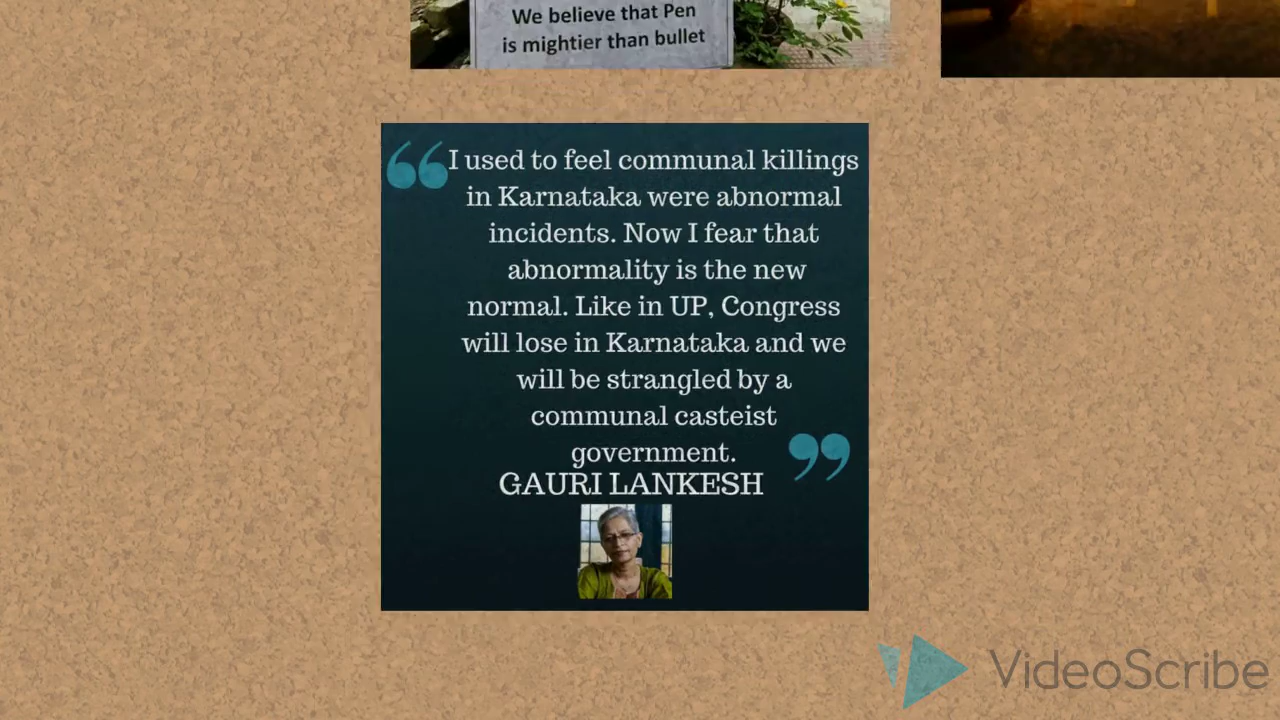 We believe that Pen
is mightier than bullet
“I used to feel communal killings
in Karnataka were abnormal
incidents. Now I fear that
abnormality is the new
normal. Like in UP, Congress
will lose in Karnataka and we
will be strangled by a
communal casteist
government.”
GAURI LANKESH
VideoScribe